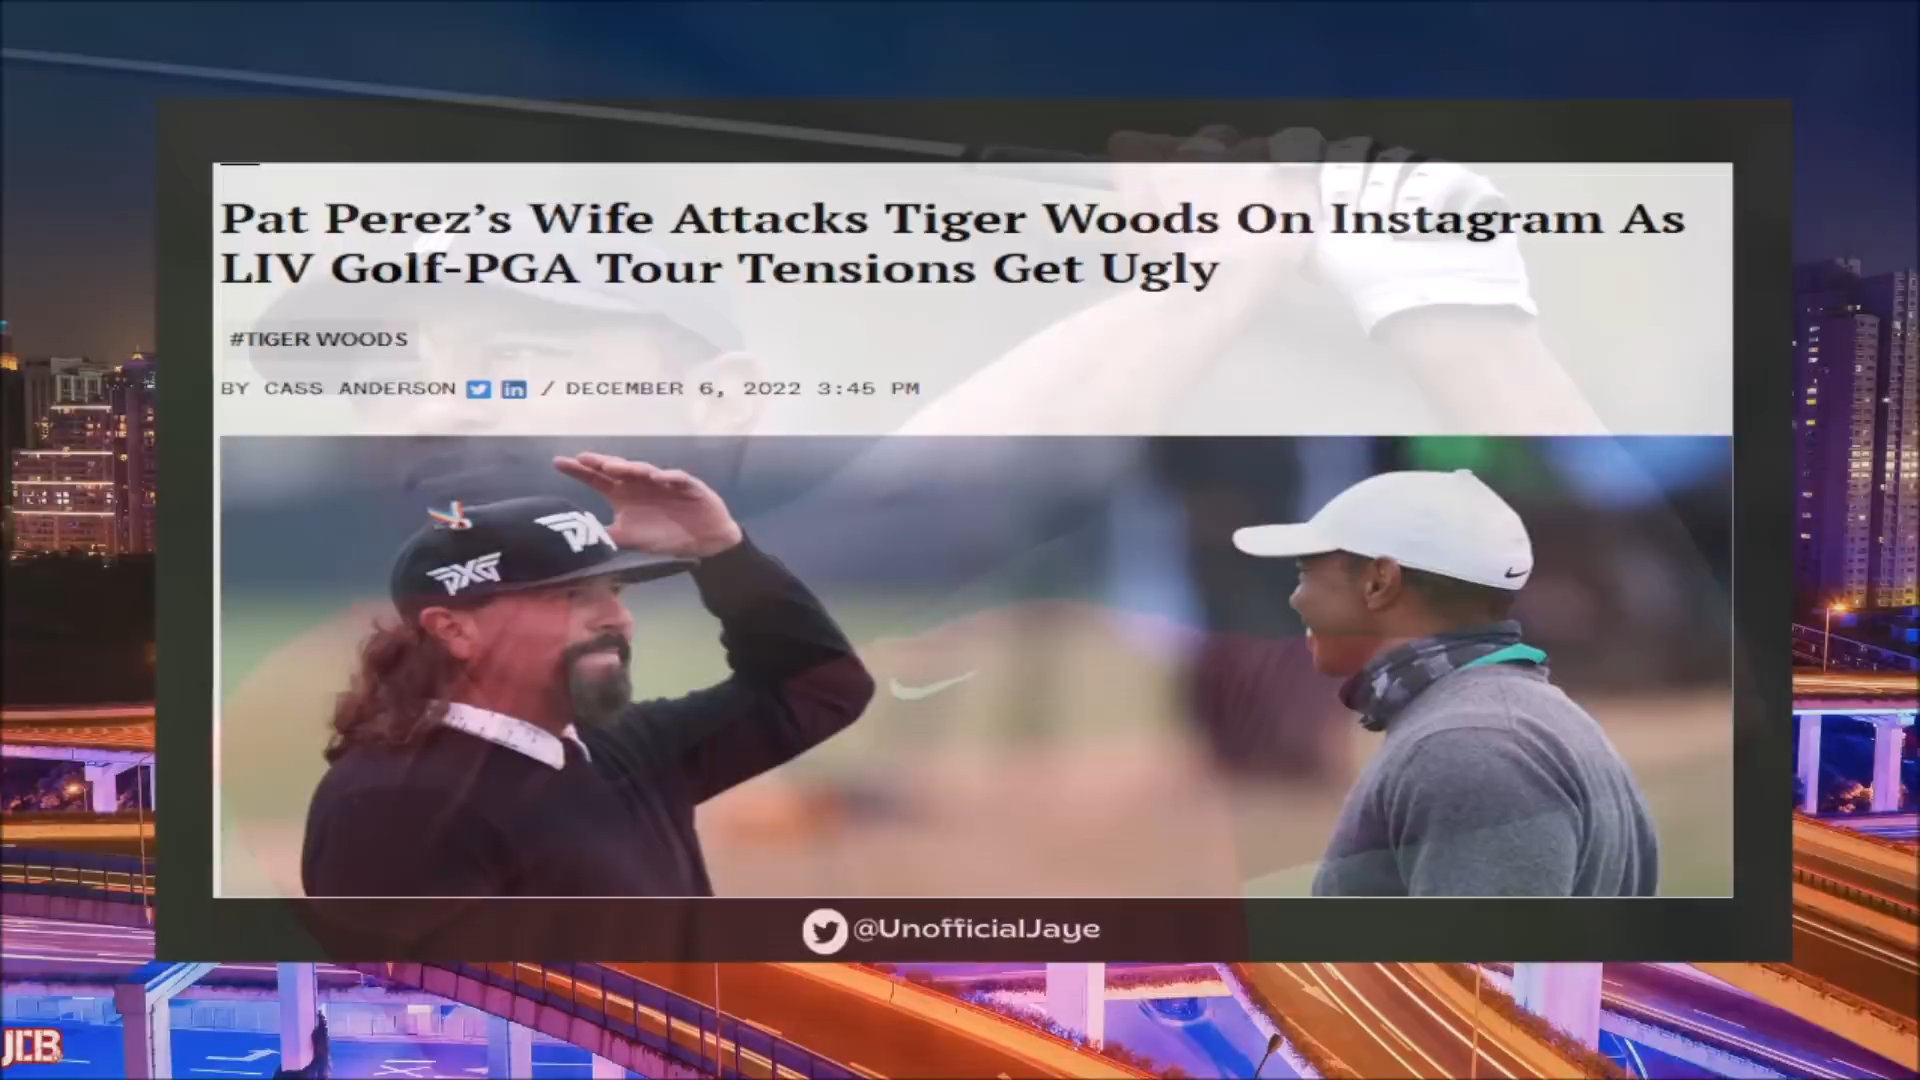 Pat Perez’s Wife Attacks Tiger Woods On Instagram As
LIV Golf-PGA Tour Tensions Get Ugly
#TIGER WOODS
BY CASS ANDERSON / DECEMBER 6, 2022 3:45 PM
PXG
PXG
@UnofficialJaye
JCB